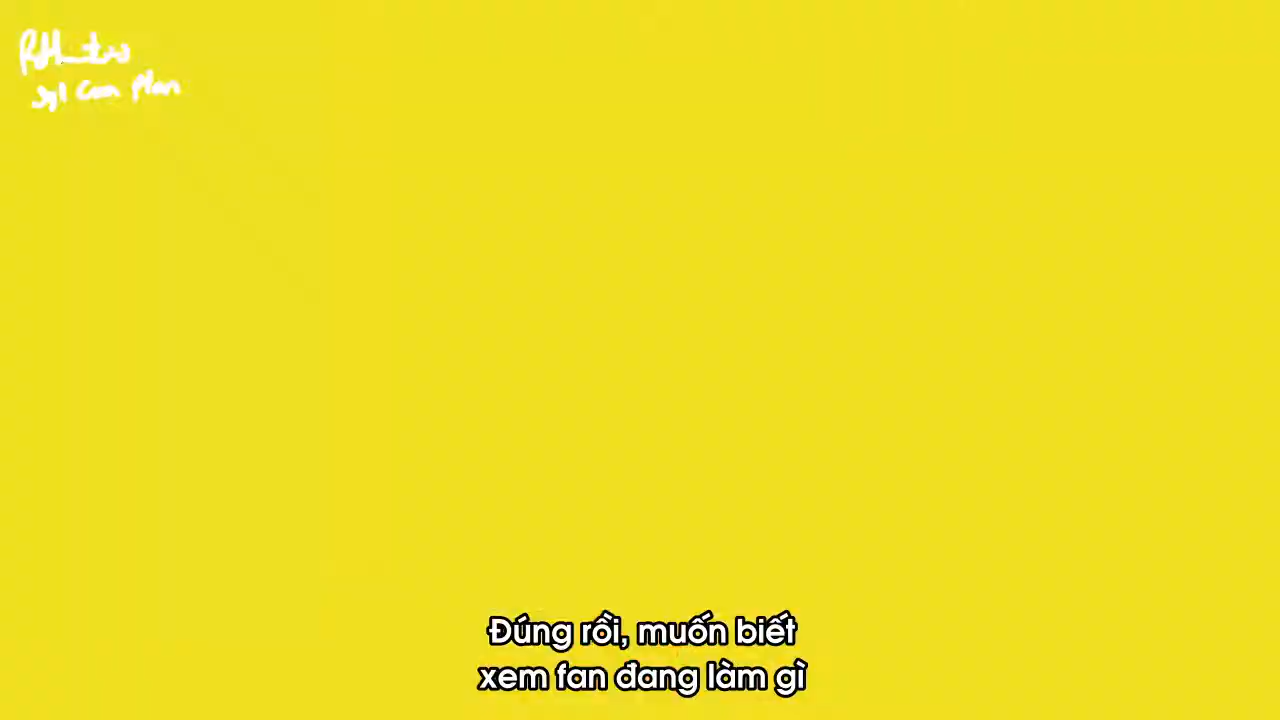 Đúng rồi, muốn biết
xem fan đang làm gì